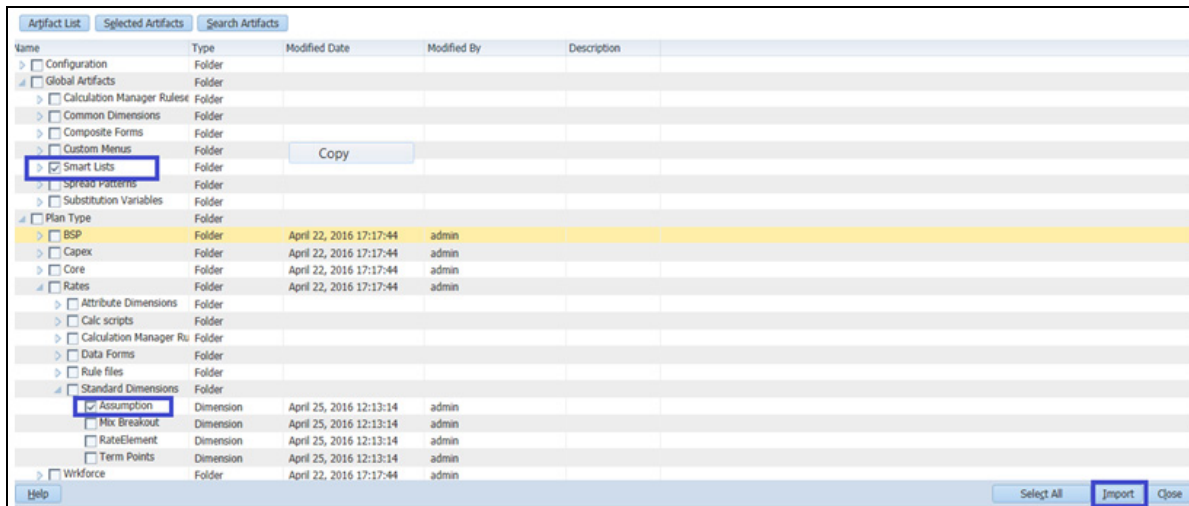 Artifact List Selected Artifacts Search Artifacts
Name Type Modified Date Modified By Description
Configuration Folder
Global Artifacts Folder
Calculation Manager Rulese Folder
Common Dimensions Folder
Composite Forms Folder
Custom Menus Folder
Copy
Smart Lists Folder
Spread Patterns Folder
Substitution Variables Folder
Plan Type Folder
BSP Folder April 22, 2016 17:17:44 admin
Capex Folder April 22, 2016 17:17:44 admin
Core Folder April 22, 2016 17:17:44 admin
Rates Folder April 22, 2016 17:17:44 admin
Attribute Dimensions Folder
Calc scripts Folder
Calculation Manager Ru Folder
Data Forms Folder
Rule files Folder
Standard Dimensions Folder
Assumption Dimension April 25, 2016 12:13:14 admin
Mix Breakout Dimension April 25, 2016 12:13:14 admin
RateElement Dimension April 25, 2016 12:13:14 admin
Term Points Dimension April 25, 2016 12:13:14 admin
Wrkforce Folder April 22, 2016 17:17:44 admin
Help Select All Import Close